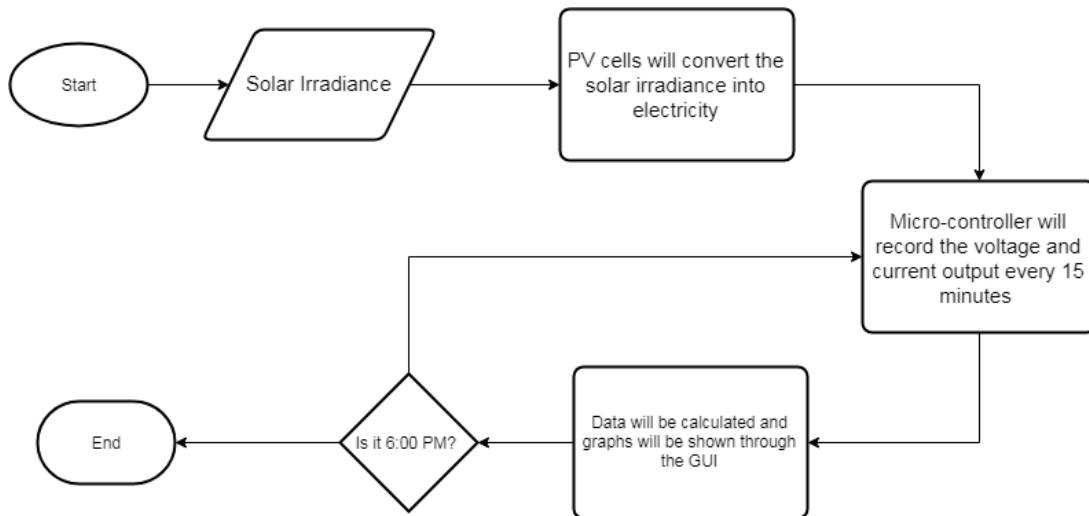 Start
Solar Irradiance
PV cells will convert the
solar irradiance into
electricity
Micro-controller will
record the voltage and
current output every 15
minutes
Data will be calculated and
graphs will be shown through
the GUI
Is it 6:00 PM?
End